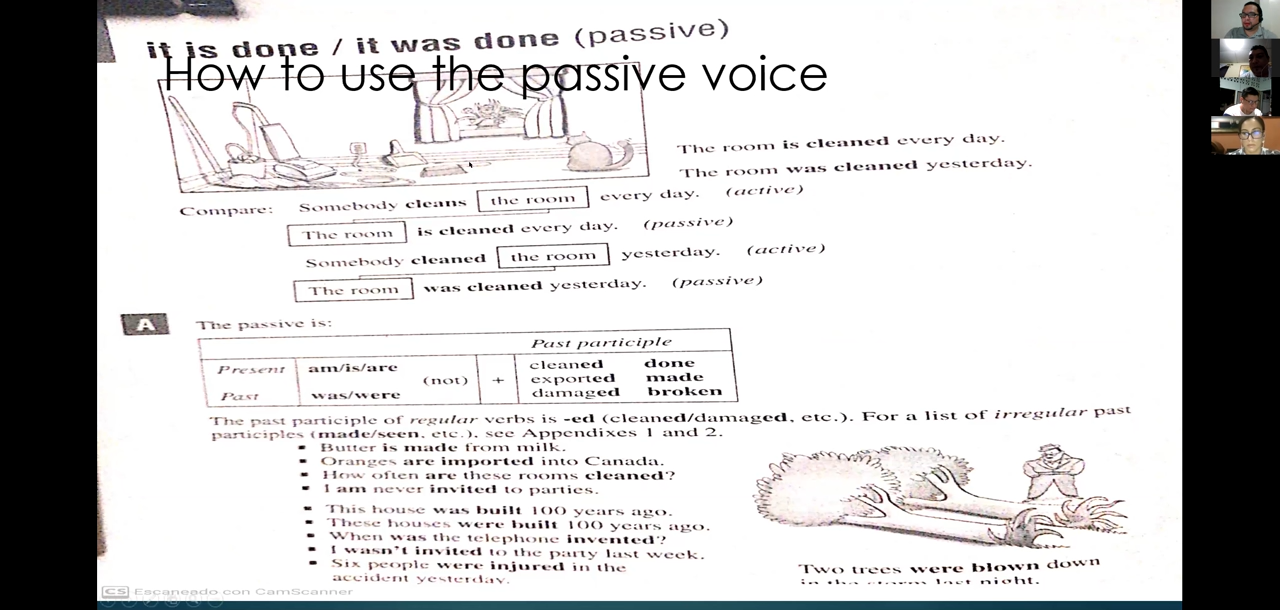 it is done / it was done (passive)
How to use the passive voice
The room is cleaned every day.
The room was cleaned yesterday.
Compare: Somebody cleans the room every day. (active)
The room is cleaned every day. (passive)
Somebody cleaned the room yesterday. (active)
The room was cleaned yesterday. (passive)
A The passive is:
Past participle
Present am/is/are cleaned done
(not) + exported made
Past was/were damaged broken
The past participle of regular verbs is -ed (cleaned/damaged, etc.). For a list of irregular past
participles (made/seen, etc.), see Appendixes 1 and 2.
▪ Butter is made from milk.
▪ Oranges are imported into Canada.
▪ How often are these rooms cleaned?
▪ I am never invited to parties.
▪ This house was built 100 years ago.
▪ These houses were built 100 years ago.
▪ When was the telephone invented?
▪ I wasn't invited to the party last week.
▪ Six people were injured in the
accident yesterday.
Two trees were blown down
in the storm last night.
CS Escaneado con CamScanner